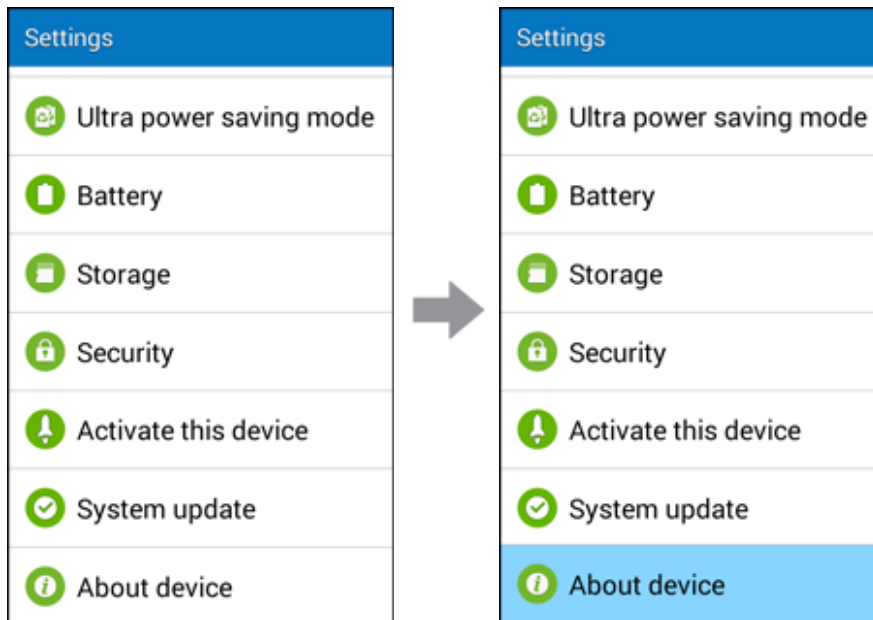 Settings
Ultra power saving mode
Battery
Storage
Security
Activate this device
System update
About device
Settings
Ultra power saving mode
Battery
Storage
Security
Activate this device
System update
About device